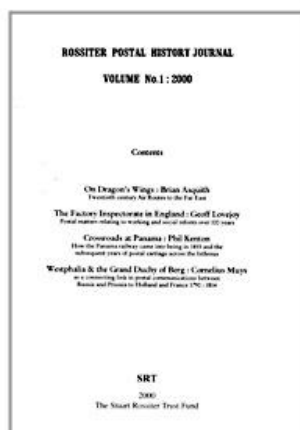 ROSSITER POSTAL HISTORY JOURNAL
VOLUME No.1 : 2000
Contents
On Dragon's Wings : Brian Asquith
Twentieth century Air Routes to the Far East
The Factory Inspectorate in England : Geoff Lovejoy
Postal matters relating to working and social reform over 100 years
Crossroads at Panama : Phil Kenton
How the Panama railway came into being in 1855 and the
subsequent years of postal carriage across the Isthmus
Westphalia & the Grand Duchy of Berg : Cornelius Muys
as a connecting link in postal communications between
Russia and Prussia to Holland and France 1792 - 1814
SRT
2000
The Stuart Rossiter Trust Fund